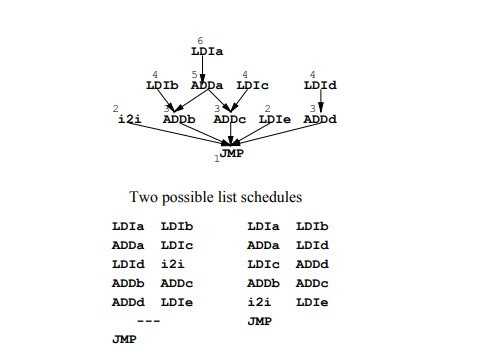 6
LDIa
4 5 4 4
LDIb ADDa LDIc LDId
2 3 3 2 3
i2i ADDb ADDc LDIe ADDd
1 JMP
Two possible list schedules
LDIa LDIb LDIa LDIb
ADDa LDIc ADDa LDId
LDId i2i LDIc ADDd
ADDb ADDc ADDb ADDc
ADDd LDIe i2i LDIe
--- JMP
JMP